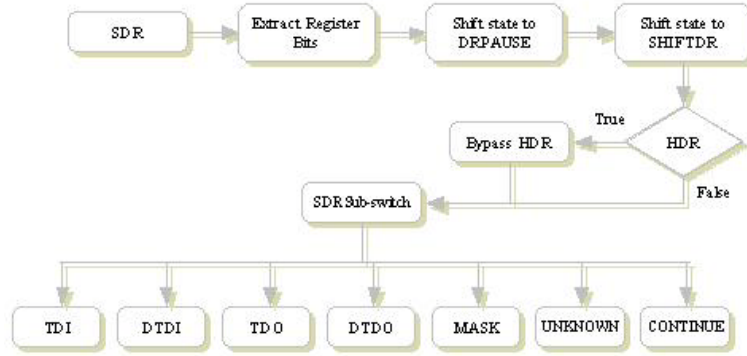 SDR
Extract Register
Bits
Shift state to
DRPAUSE
Shift state to
SHIFTDR
True
HDR
Bypass HDR
False
SDR Sub-switch
TDI
DTDI
TDO
DTDO
MASK
UNKNOWN
CONTINUE